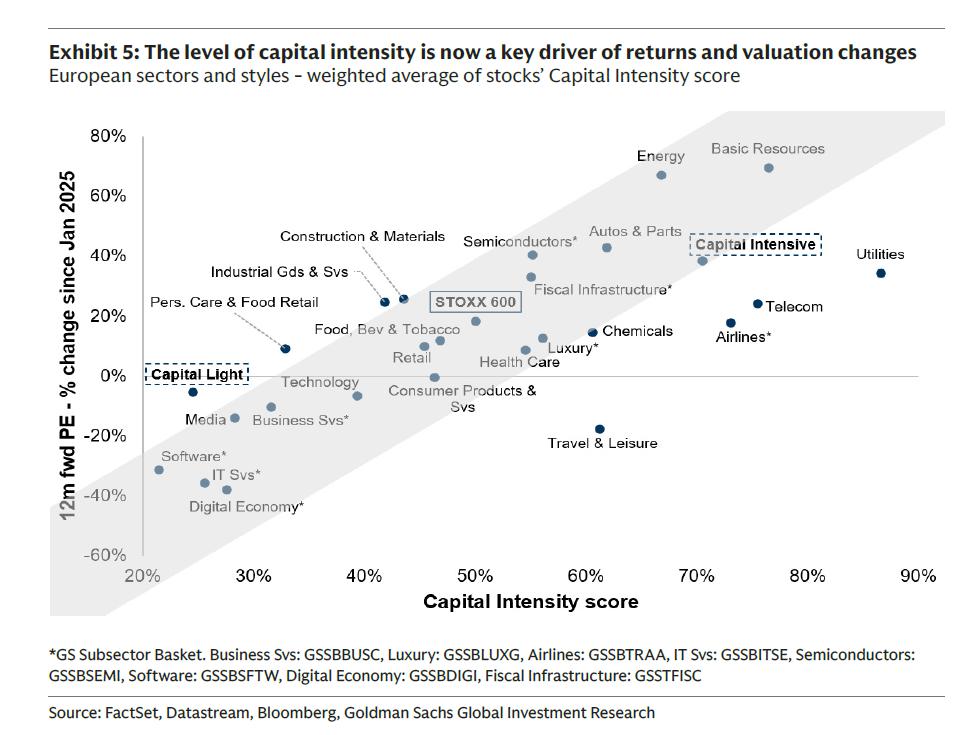 Exhibit 5: The level of capital intensity is now a key driver of returns and valuation changes
European sectors and styles – weighted average of stocks' Capital Intensity score
12m fwd PE - % change since Jan 2025
80%
60%
40%
20%
0%
-20%
-40%
-60%
Energy
Basic Resources
Construction & Materials
Semiconductors*
Autos & Parts
Capital Intensive
Utilities
Industrial Gds & Svs
Fiscal Infrastructure*
Pers. Care & Food Retail
STOXX 600
Telecom
Food, Bev & Tobacco
Chemicals
Airlines*
Retail
Luxury*
Health Care
Capital Light
Technology
Consumer Products &
Svs
Media
Business Svs*
Travel & Leisure
Software*
IT Svs*
Digital Economy*
20%
30%
40%
50%
60%
70%
80%
90%
Capital Intensity score
*GS Subsector Basket. Business Svs: GSSBBUSC, Luxury: GSSBLUXG, Airlines: GSSBTRAA, IT Svs: GSSBITSE, Semiconductors:
GSSBSEMI, Software: GSSBSFTW, Digital Economy: GSSBDIGI, Fiscal Infrastructure: GSSTFISC
Source: FactSet, Datastream, Bloomberg, Goldman Sachs Global Investment Research